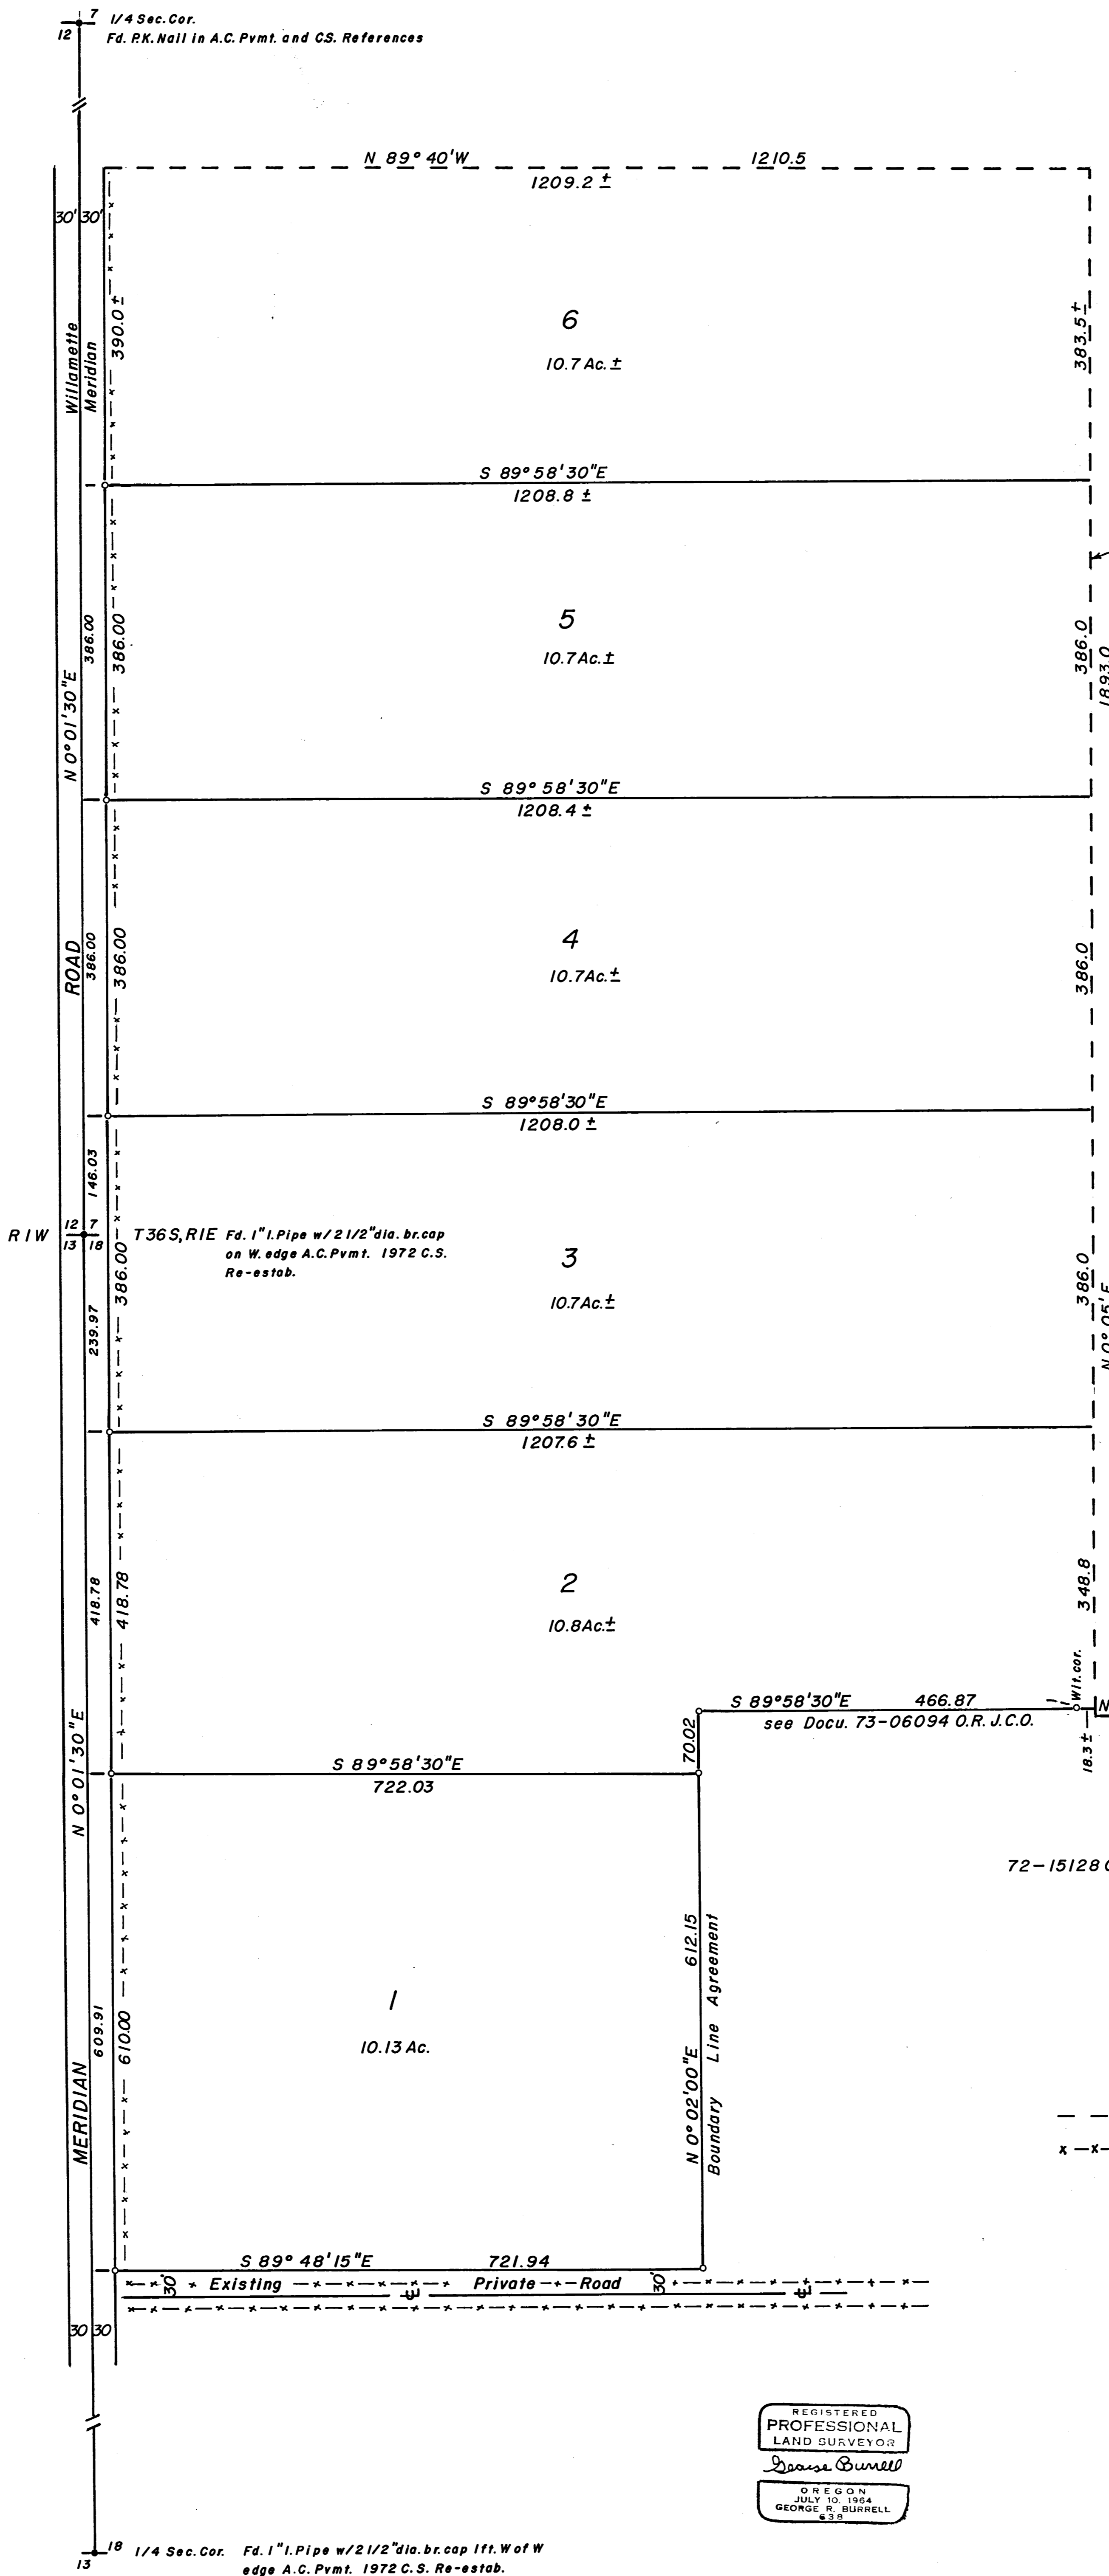 7 1/4 Sec. Cor.
12 Fd. P.K. Nail in A.C. Pvmt. and C.S. References
N 89° 40' W 1210.5
1209.2 ±
30' 30'
Willamette Meridian
390.0 ±
6
10.7 Ac. ±
383.5 ±
S 89° 58' 30" E
1208.8 ±
N 0° 01' 30" E
386.00
386.00
5
10.7 Ac. ±
386.0
1893.0
S 89° 58' 30" E
1208.4 ±
ROAD
386.00
386.00
4
10.7 Ac. ±
386.0
S 89° 58' 30" E
1208.0 ±
146.03
R 1 W
12 7
13 18
T36S, R1E Fd. 1" I. Pipe w/ 2 1/2" dia. br. cap
on W. edge A.C. Pvmt. 1972 C.S.
Re-estab.
386.00
239.97
3
10.7 Ac. ±
386.0
N 0° 05' E
S 89° 58' 30" E
1207.6 ±
418.78
418.78
2
10.8 Ac. ±
348.8
Wit. cor.
S 89° 58' 30" E 466.87
N
see Docu. 73-06094 O.R. J.C.O.
18.3 ±
70.02
N 0° 01' 30" E
S 89° 58' 30" E
722.03
72-15128
612.15
N 0° 02' 00" E
Boundary Line Agreement
1
10.13 Ac.
609.91
610.00
MERIDIAN
S 89° 48' 15" E 721.94
30' Existing Private Road 30'
30 30
REGISTERED
PROFESSIONAL
LAND SURVEYOR
George Burrell
OREGON
JULY 10, 1964
GEORGE R. BURRELL
638
18 1/4 Sec. Cor. Fd. 1" I. Pipe w/ 2 1/2" dia. br. cap 1 ft. W of W
13 edge A.C. Pvmt. 1972 C.S. Re-estab.